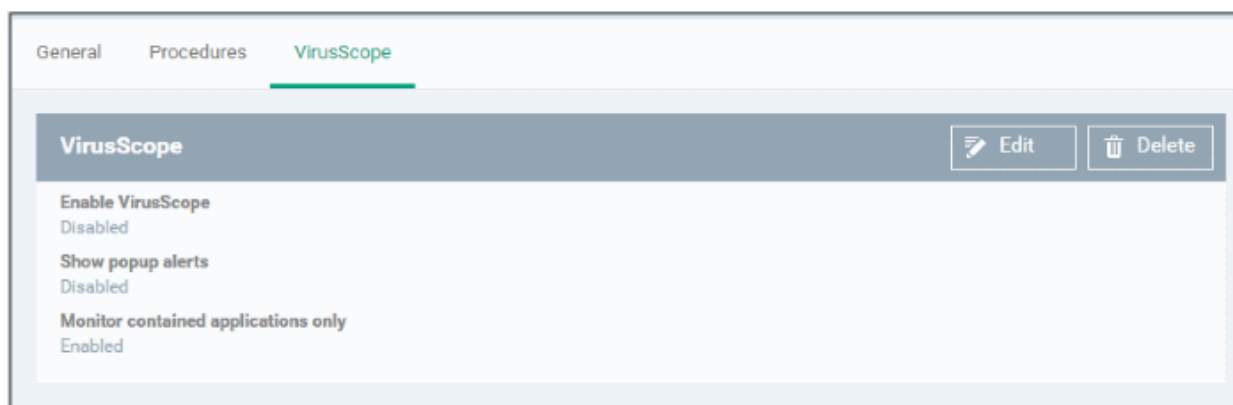 General Procedures VirusScope
VirusScope Edit Delete
Enable VirusScope
Disabled
Show popup alerts
Disabled
Monitor contained applications only
Enabled